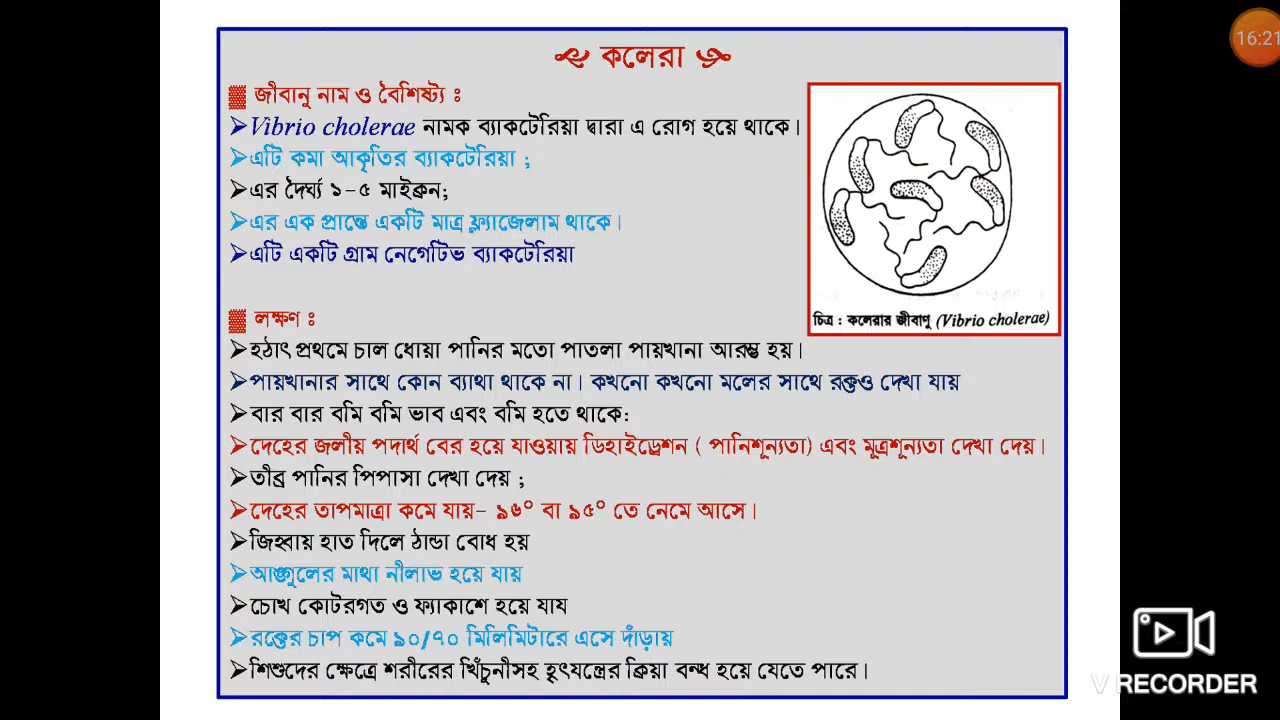 কলেরা
জীবানু নাম ও বৈশিষ্ট্য ঃ
➢Vibrio cholerae নামক ব্যাকটেরিয়া দ্বারা এ রোগ হয়ে থাকে।
➢এটি কমা আকৃতির ব্যাকটেরিয়া ;
➢এর দৈর্ঘ্য ১-৫ মাইক্রন;
➢এর এক প্রান্তে একটি মাত্র ফ্ল্যাজেলাম থাকে।
➢এটি একটি গ্রাম নেগেটিভ ব্যাকটেরিয়া
চিত্র : কলেরার জীবাণু (Vibrio cholerae)
লক্ষণ ঃ
➢হঠাৎ প্রথমে চাল ধোয়া পানির মতো পাতলা পায়খানা আরম্ভ হয়।
➢পায়খানার সাথে কোন ব্যাথা থাকে না। কখনো কখনো মলের সাথে রক্তও দেখা যায়
➢বার বার বমি বমি ভাব এবং বমি হতে থাকে:
➢দেহের জলীয় পদার্থ বের হয়ে যাওয়ায় ডিহাইড্রেশন ( পানিশূন্যতা) এবং মূত্রশূন্যতা দেখা দেয়।
➢তীব্র পানির পিপাসা দেখা দেয় ;
➢দেহের তাপমাত্রা কমে যায়- ৯৬° বা ৯৫° তে নেমে আসে।
➢জিহ্বায় হাত দিলে ঠান্ডা বোধ হয়
➢আঙ্গুলের মাথা নীলাভ হয়ে যায়
➢চোখ কোটরগত ও ফ্যাকাশে হয়ে যায
➢রক্তের চাপ কমে ৯০/৭০ মিলিমিটারে এসে দাঁড়ায়
➢শিশুদের ক্ষেত্রে শরীরের খিঁচুনীসহ হৃৎযন্ত্রের ক্রিয়া বন্ধ হয়ে যেতে পারে।
16:21
V RECORDER